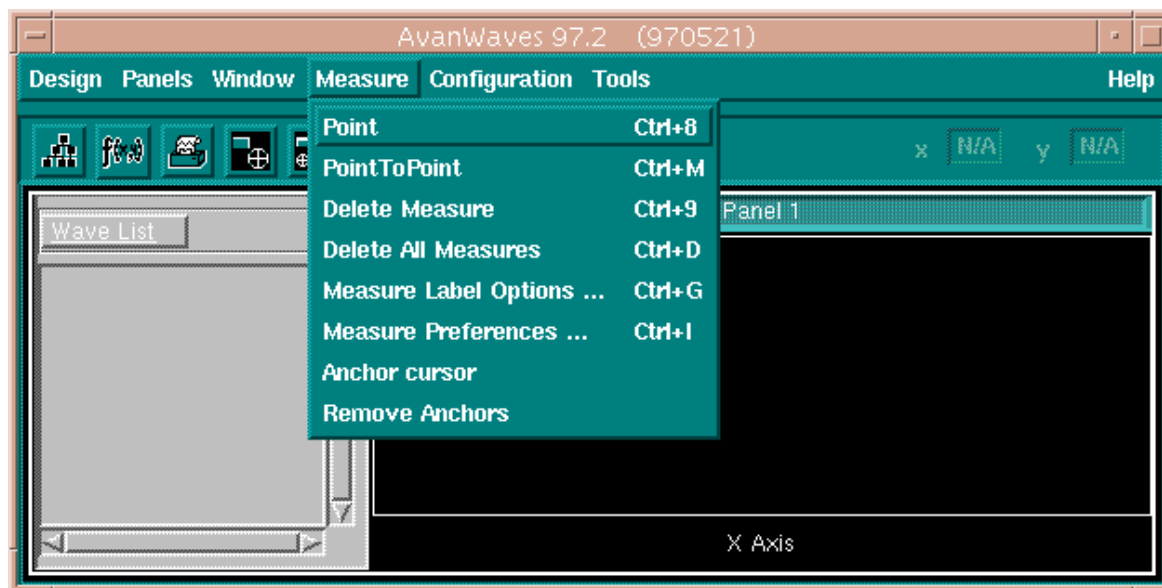 AvanWaves 97.2 (970521)
Design Panels Window Measure Configuration Tools Help
f(x,y) x N/A y N/A
Point Ctrl+8
PointToPoint Ctrl+M
Delete Measure Ctrl+9
Delete All Measures Ctrl+D
Measure Label Options ... Ctrl+G
Measure Preferences ... Ctrl+I
Anchor cursor
Remove Anchors
Wave List
Panel 1
X Axis